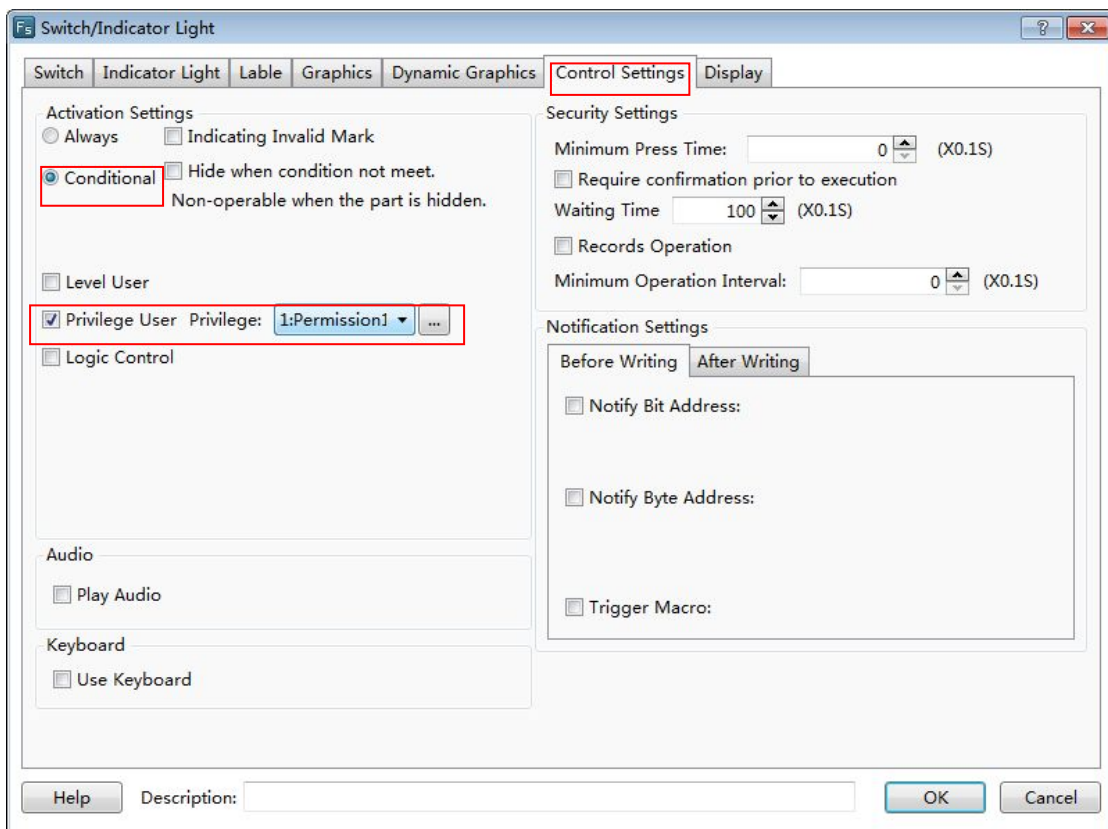 Fs Switch/Indicator Light
Switch Indicator Light Lable Graphics Dynamic Graphics Control Settings Display
Activation Settings
Always Indicating Invalid Mark
Conditional Hide when condition not meet.
Non-operable when the part is hidden.
Level User
Privilege User Privilege: 1:Permission1 ...
Logic Control
Audio
Play Audio
Keyboard
Use Keyboard
Security Settings
Minimum Press Time: 0 (X0.1S)
Require confirmation prior to execution
Waiting Time 100 (X0.1S)
Records Operation
Minimum Operation Interval: 0 (X0.1S)
Notification Settings
Before Writing After Writing
Notify Bit Address:
Notify Byte Address:
Trigger Macro:
Help Description: OK Cancel